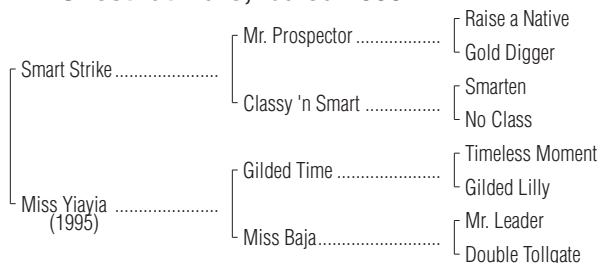 Raise a Native
Mr. Prospector ..................
Gold Digger
Smart Strike ......................
Smarten
Classy 'n Smart .................
No Class
Timeless Moment
Gilded Time ......................
Gilded Lilly
Miss Yiayia ......................
(1995)
Mr. Leader
Miss Baja..........................
Double Tollgate